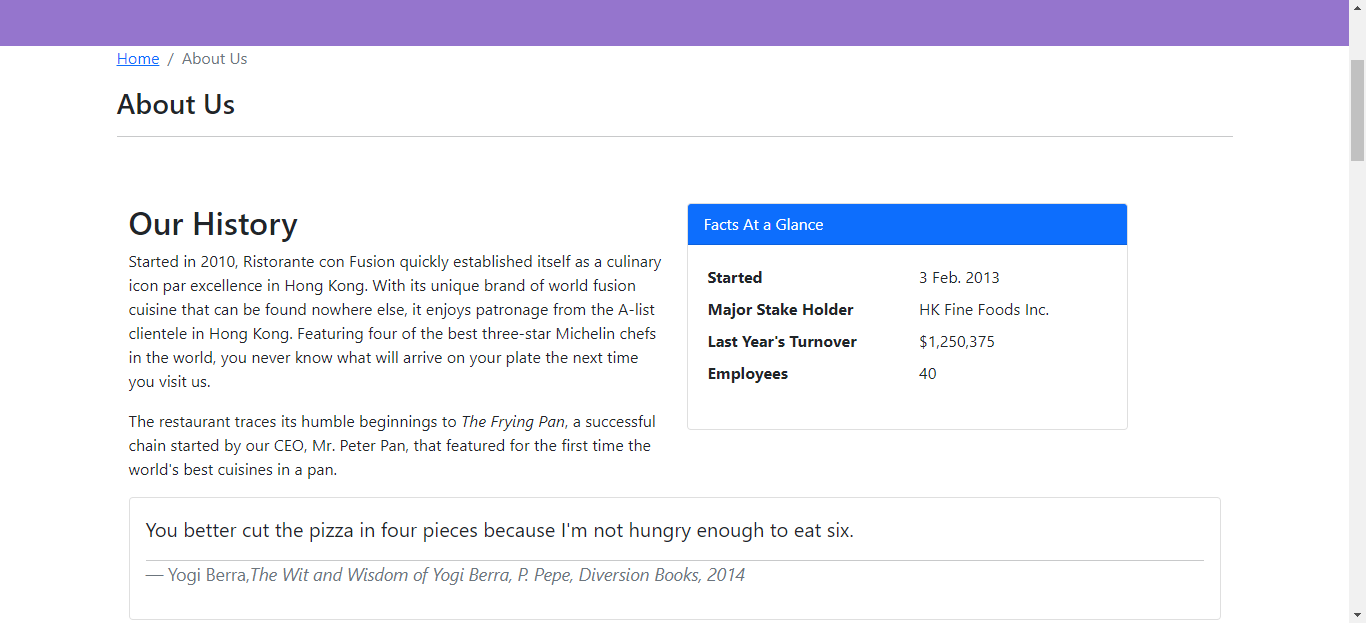 Home / About Us
About Us
Our History
Started in 2010, Ristorante con Fusion quickly established itself as a culinary
icon par excellence in Hong Kong. With its unique brand of world fusion
cuisine that can be found nowhere else, it enjoys patronage from the A-list
clientele in Hong Kong. Featuring four of the best three-star Michelin chefs
in the world, you never know what will arrive on your plate the next time
you visit us.
The restaurant traces its humble beginnings to The Frying Pan, a successful
chain started by our CEO, Mr. Peter Pan, that featured for the first time the
world's best cuisines in a pan.
Facts At a Glance
Started 3 Feb. 2013
Major Stake Holder HK Fine Foods Inc.
Last Year's Turnover $1,250,375
Employees 40
You better cut the pizza in four pieces because I'm not hungry enough to eat six.
— Yogi Berra,The Wit and Wisdom of Yogi Berra, P. Pepe, Diversion Books, 2014